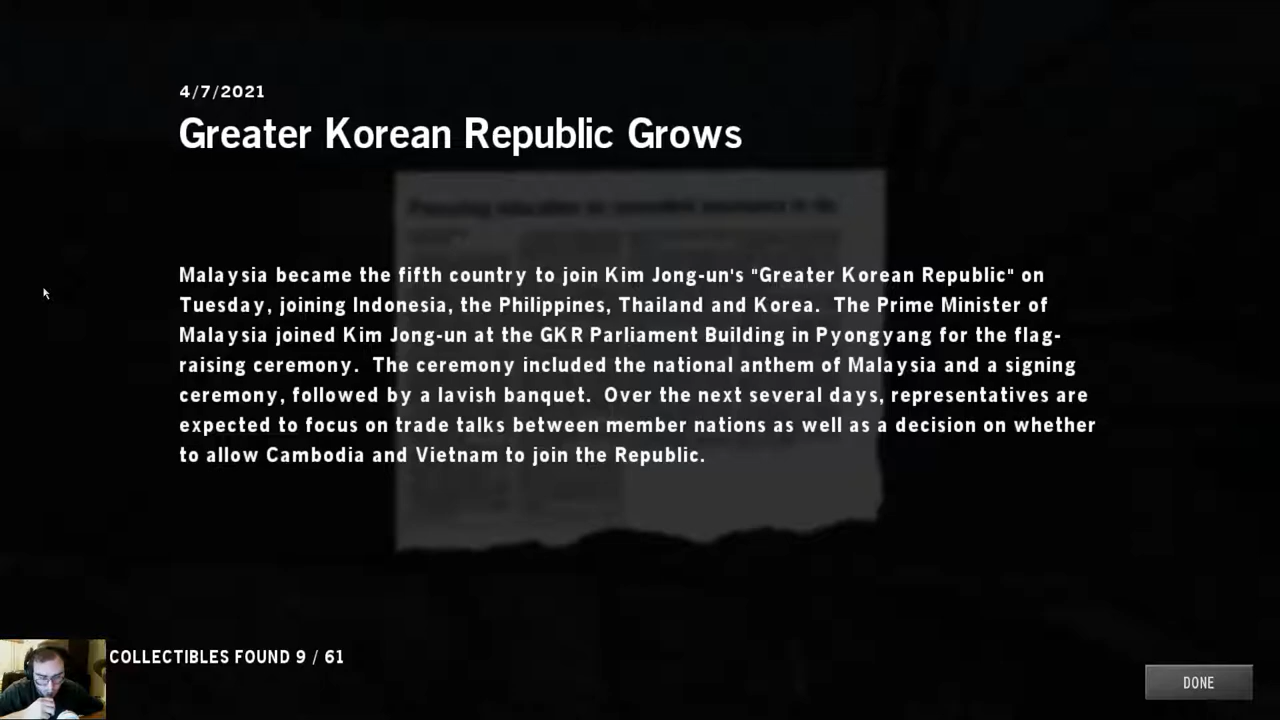 4/7/2021
Greater Korean Republic Grows
Malaysia became the fifth country to join Kim Jong-un's "Greater Korean Republic" on
Tuesday, joining Indonesia, the Philippines, Thailand and Korea.  The Prime Minister of
Malaysia joined Kim Jong-un at the GKR Parliament Building in Pyongyang for the flag-
raising ceremony.  The ceremony included the national anthem of Malaysia and a signing
ceremony, followed by a lavish banquet.  Over the next several days, representatives are
expected to focus on trade talks between member nations as well as a decision on whether
to allow Cambodia and Vietnam to join the Republic.
COLLECTIBLES FOUND 9 / 61
DONE